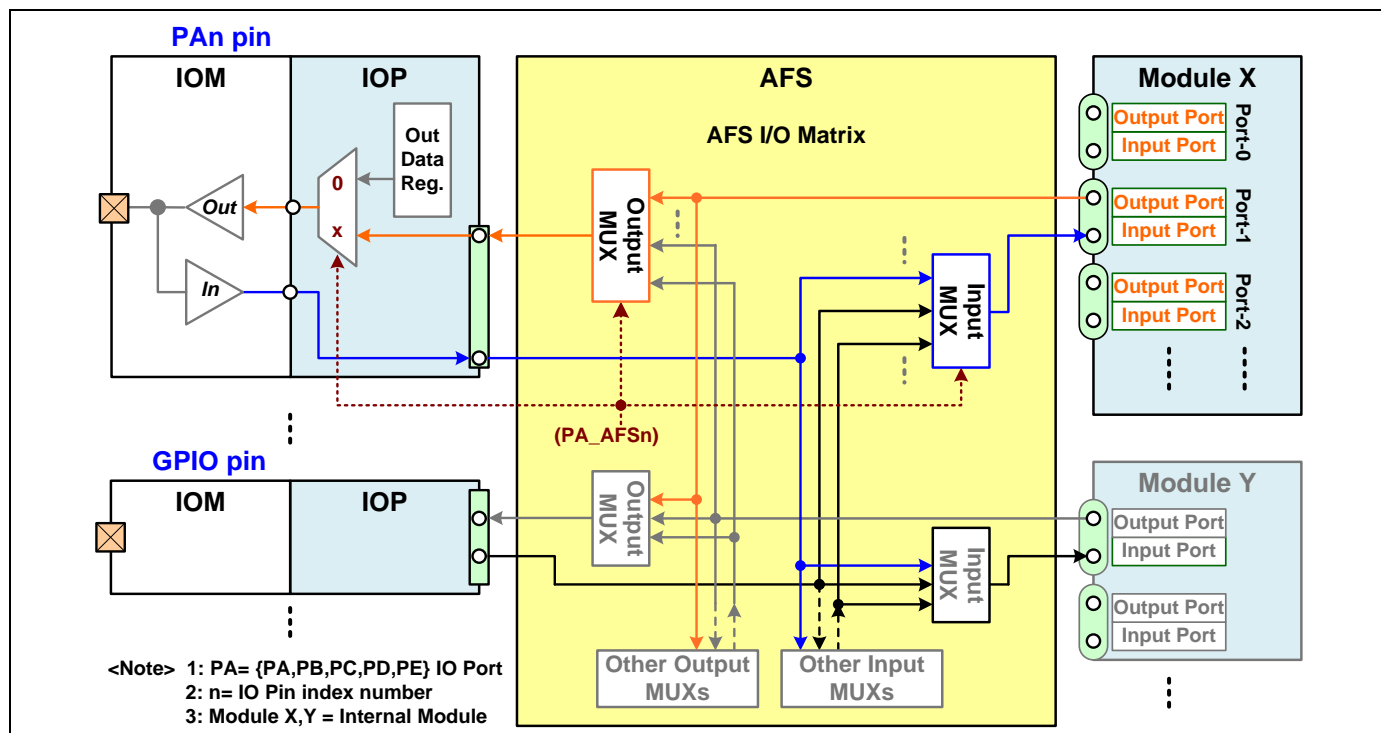 PAn pin
IOM
IOP
AFS
Module X
AFS I/O Matrix
Out
Data
Reg.
0
x
Out
In
Output
MUX
Input
MUX
Output Port
Input Port
Port-0
Output Port
Input Port
Port-1
Output Port
Input Port
Port-2
(PA_AFSn)
GPIO pin
IOM
IOP
Output
MUX
Input
MUX
Module Y
Output Port
Input Port
Output Port
Input Port
Other Output
MUXs
Other Input
MUXs
<Note> 1: PA= {PA,PB,PC,PD,PE} IO Port
2: n= IO Pin index number
3: Module X,Y = Internal Module